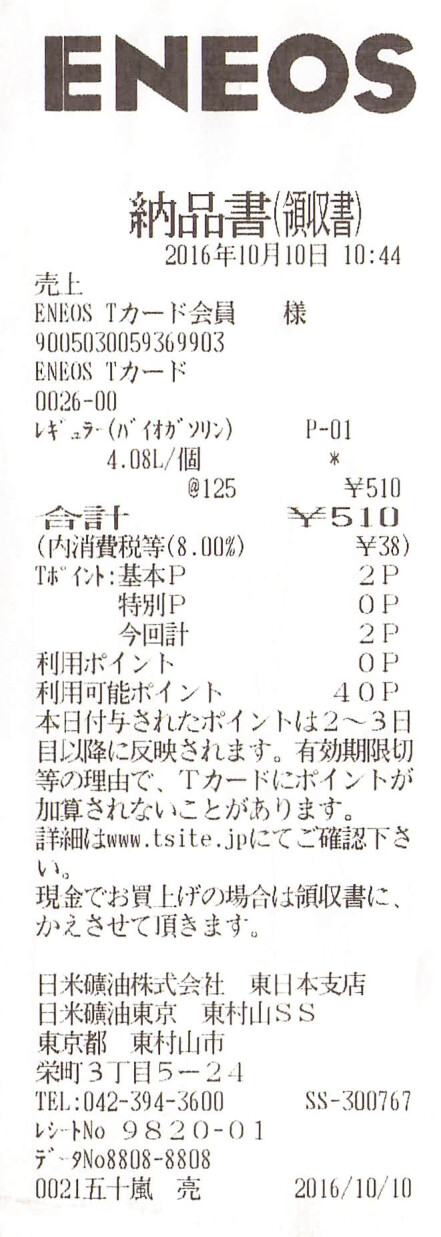 ENEOS
納品書(領収書)
2016年10月10日 10:44
売上
ENEOS Tカード会員 様
9005030059369903
ENEOS Tカード
0026-00
ﾚｷﾞｭﾗｰ(ﾊﾞｲｵｶﾞｿﾘﾝ) P-01
4.08L/個 *
@125 ¥510
合計 ¥510
(内消費税等(8.00%) ¥38)
Tﾎﾟｲﾝﾄ:基本P 2P
特別P 0P
今回計 2P
利用ポイント 0P
利用可能ポイント 40P
本日付与されたポイントは2〜3日
目以降に反映されます。有効期限切
等の理由で、Tカードにポイントが
加算されないことがあります。
詳細はwww.tsite.jpにてご確認下さ
い。
現金でお買上げの場合は領収書に、
かえさせて頂きます。
日米礦油株式会社 東日本支店
日米礦油東京 東村山SS
東京都 東村山市
栄町3丁目5−24
TEL:042-394-3600 SS-300767
ﾚｼｰﾄNo 9820-01
ﾃﾞｰﾀNo8808-8808
0021五十嵐 亮 2016/10/10